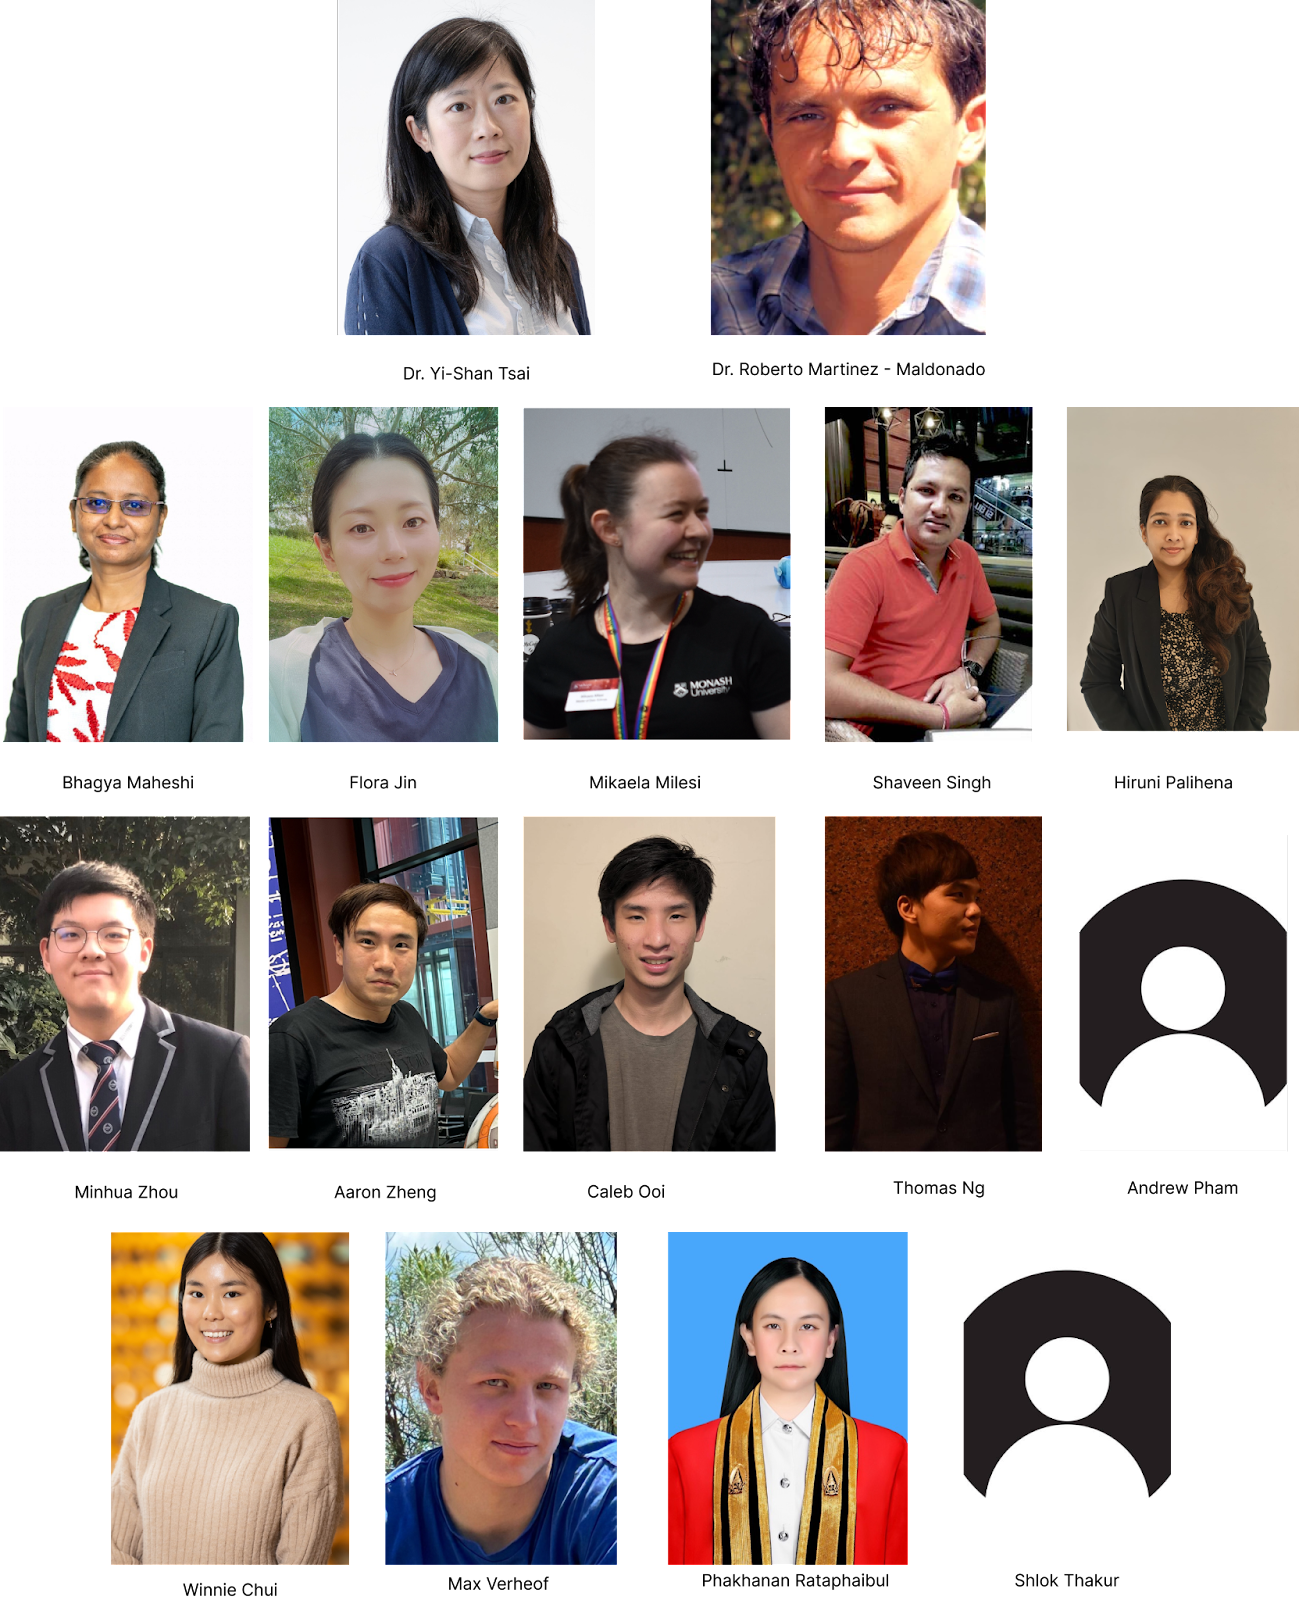 Dr. Yi-Shan Tsai
Dr. Roberto Martinez - Maldonado
MONASH
University
Bhagya Maheshi
Flora Jin
Mikaela Milesi
Shaveen Singh
Hiruni Palihena
Minhua Zhou
Aaron Zheng
Caleb Ooi
Thomas Ng
Andrew Pham
Winnie Chui
Max Verheof
Phakhanan Rataphaibul
Shlok Thakur